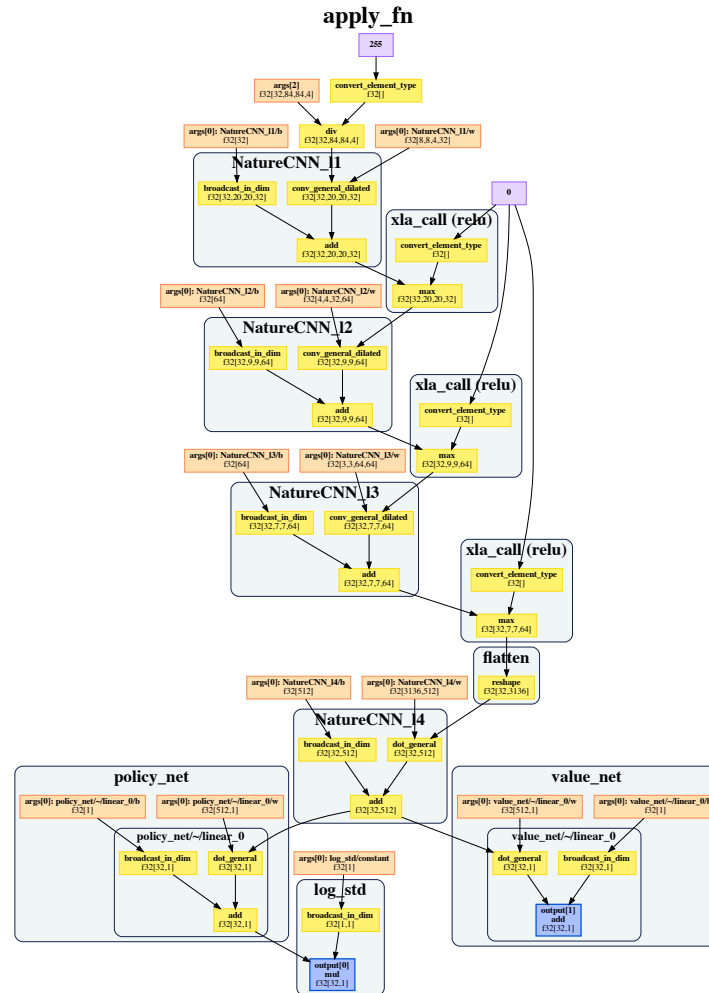 apply_fn
255
args[2]
f32[32,84,84,4]
convert_element_type
f32[]
args[0]: NatureCNN_l1/b
f32[32]
div
f32[32,84,84,4]
args[0]: NatureCNN_l1/w
f32[8,8,4,32]
NatureCNN_l1
broadcast_in_dim
f32[32,20,20,32]
conv_general_dilated
f32[32,20,20,32]
0
xla_call (relu)
add
f32[32,20,20,32]
convert_element_type
f32[]
args[0]: NatureCNN_l2/b
f32[64]
args[0]: NatureCNN_l2/w
f32[4,4,32,64]
max
f32[32,20,20,32]
NatureCNN_l2
broadcast_in_dim
f32[32,9,9,64]
conv_general_dilated
f32[32,9,9,64]
xla_call (relu)
add
f32[32,9,9,64]
convert_element_type
f32[]
args[0]: NatureCNN_l3/b
f32[64]
args[0]: NatureCNN_l3/w
f32[3,3,64,64]
max
f32[32,9,9,64]
NatureCNN_l3
broadcast_in_dim
f32[32,7,7,64]
conv_general_dilated
f32[32,7,7,64]
xla_call (relu)
add
f32[32,7,7,64]
convert_element_type
f32[]
max
f32[32,7,7,64]
flatten
args[0]: NatureCNN_l4/b
f32[512]
args[0]: NatureCNN_l4/w
f32[3136,512]
reshape
f32[32,3136]
NatureCNN_l4
broadcast_in_dim
f32[32,512]
dot_general
f32[32,512]
policy_net
value_net
args[0]: policy_net/~/linear_0/b
f32[1]
args[0]: policy_net/~/linear_0/w
f32[512,1]
add
f32[32,512]
args[0]: value_net/~/linear_0/w
f32[512,1]
args[0]: value_net/~/linear_0/b
f32[1]
policy_net/~/linear_0
broadcast_in_dim
f32[32,1]
dot_general
f32[32,1]
args[0]: log_std/constant
f32[1]
value_net/~/linear_0
dot_general
f32[32,1]
broadcast_in_dim
f32[32,1]
log_std
add
f32[32,1]
broadcast_in_dim
f32[1,1]
output[1]
add
f32[32,1]
output[0]
mul
f32[32,1]